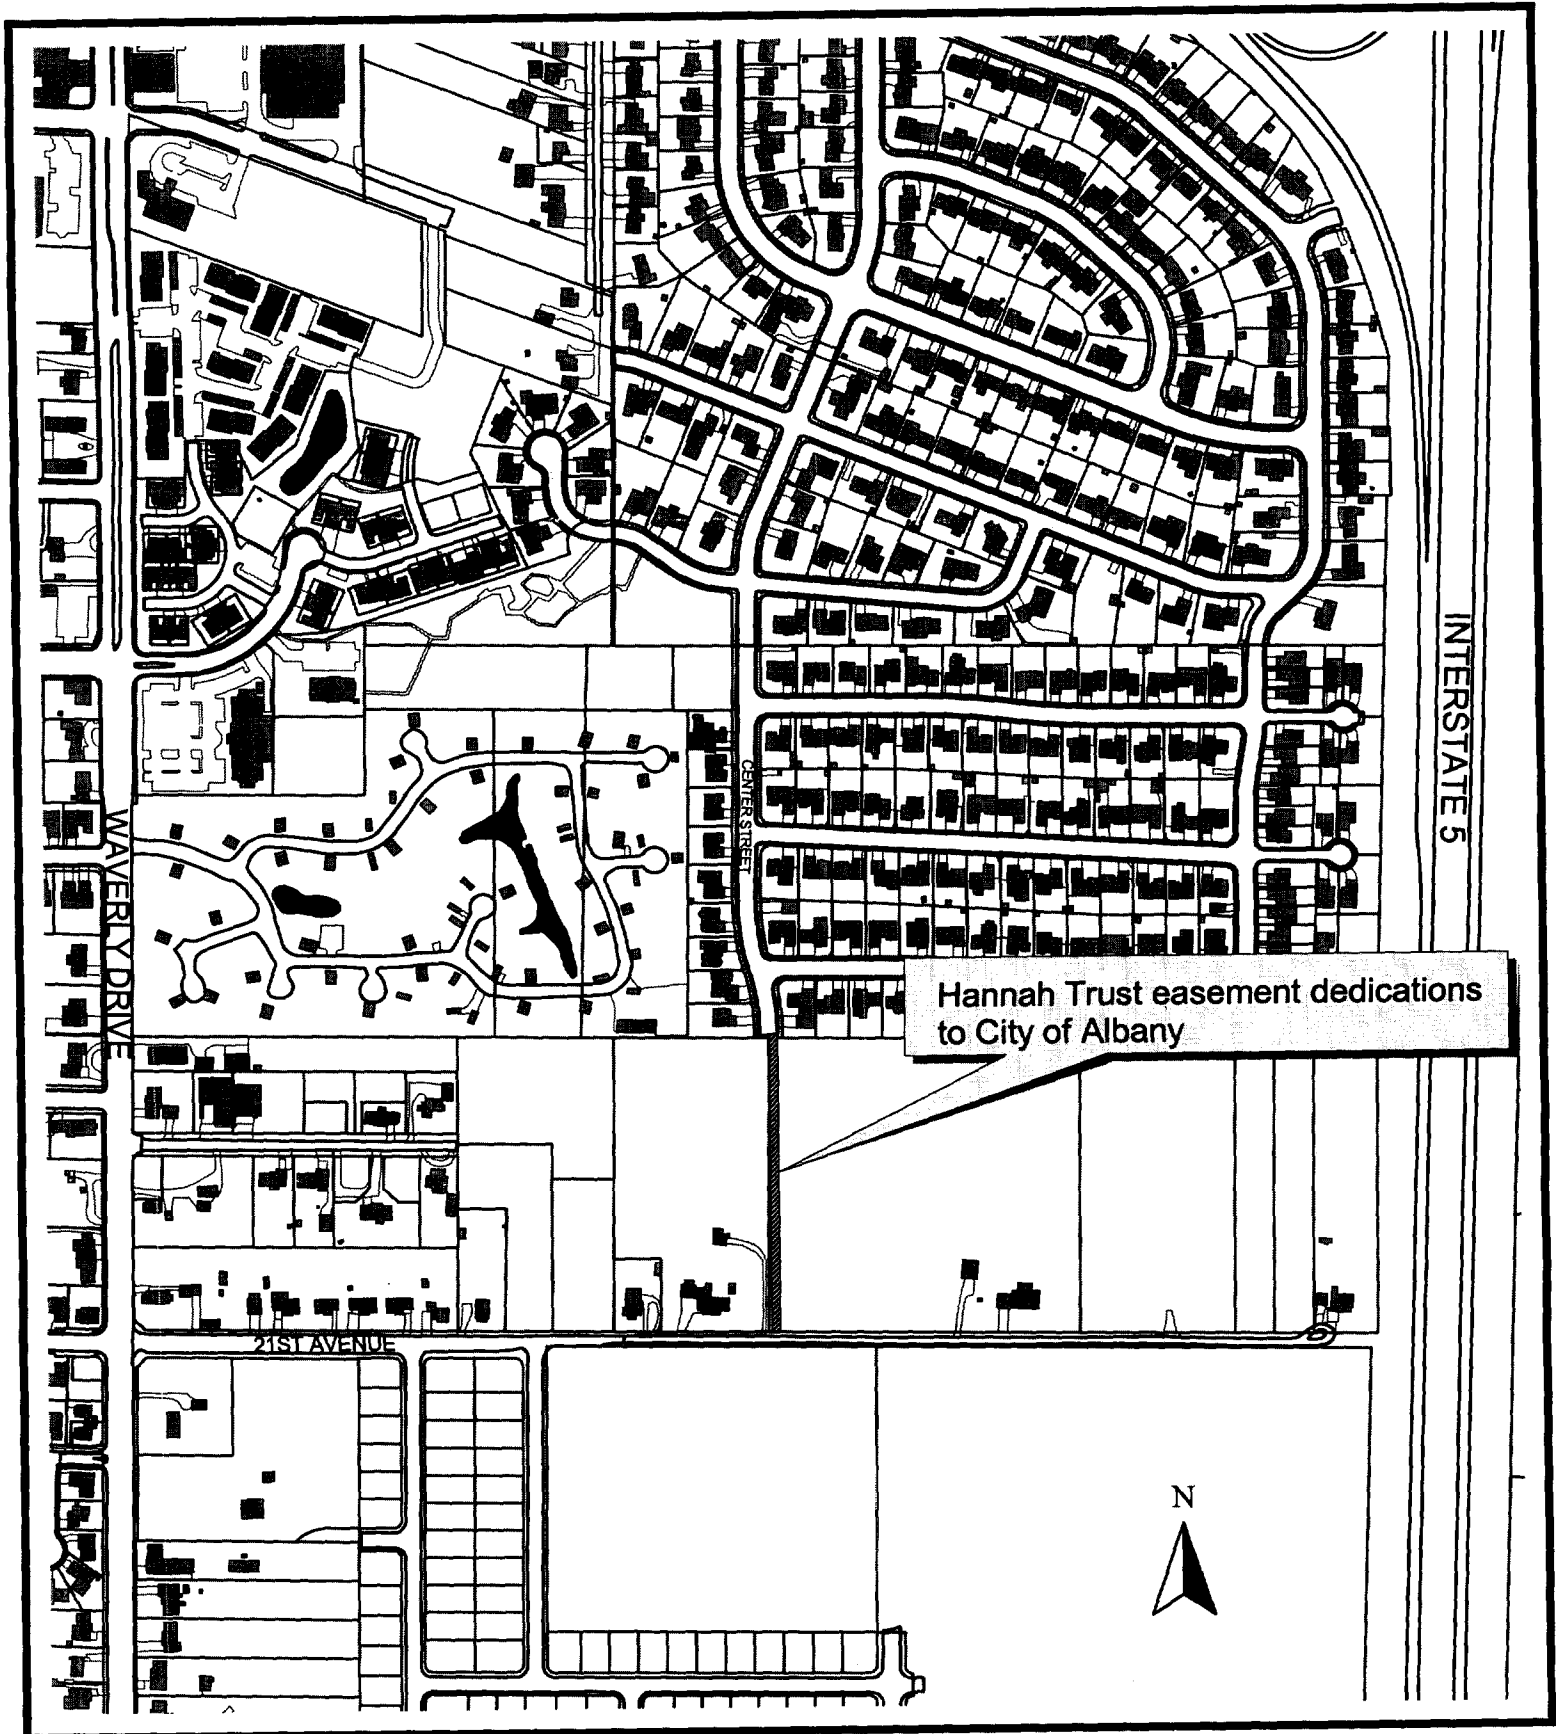 INTERSTATE 5
CENTER STREET
WAVERLY DRIVE
Hannah Trust easement dedications
to City of Albany
21ST AVENUE
N